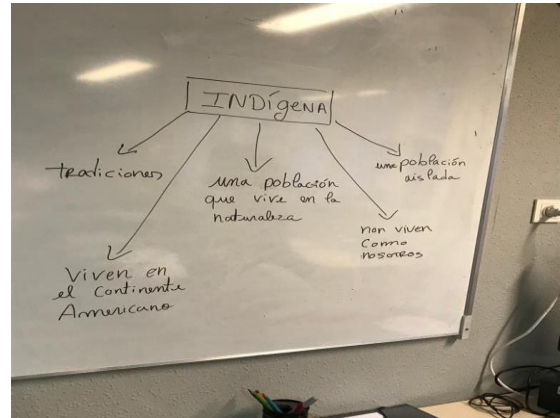 INDígeNA
tradiciones
una población
que vive en la
naturaleza
una población
aislada
non viven
como
nosotros
Viven en
el continente
Americano